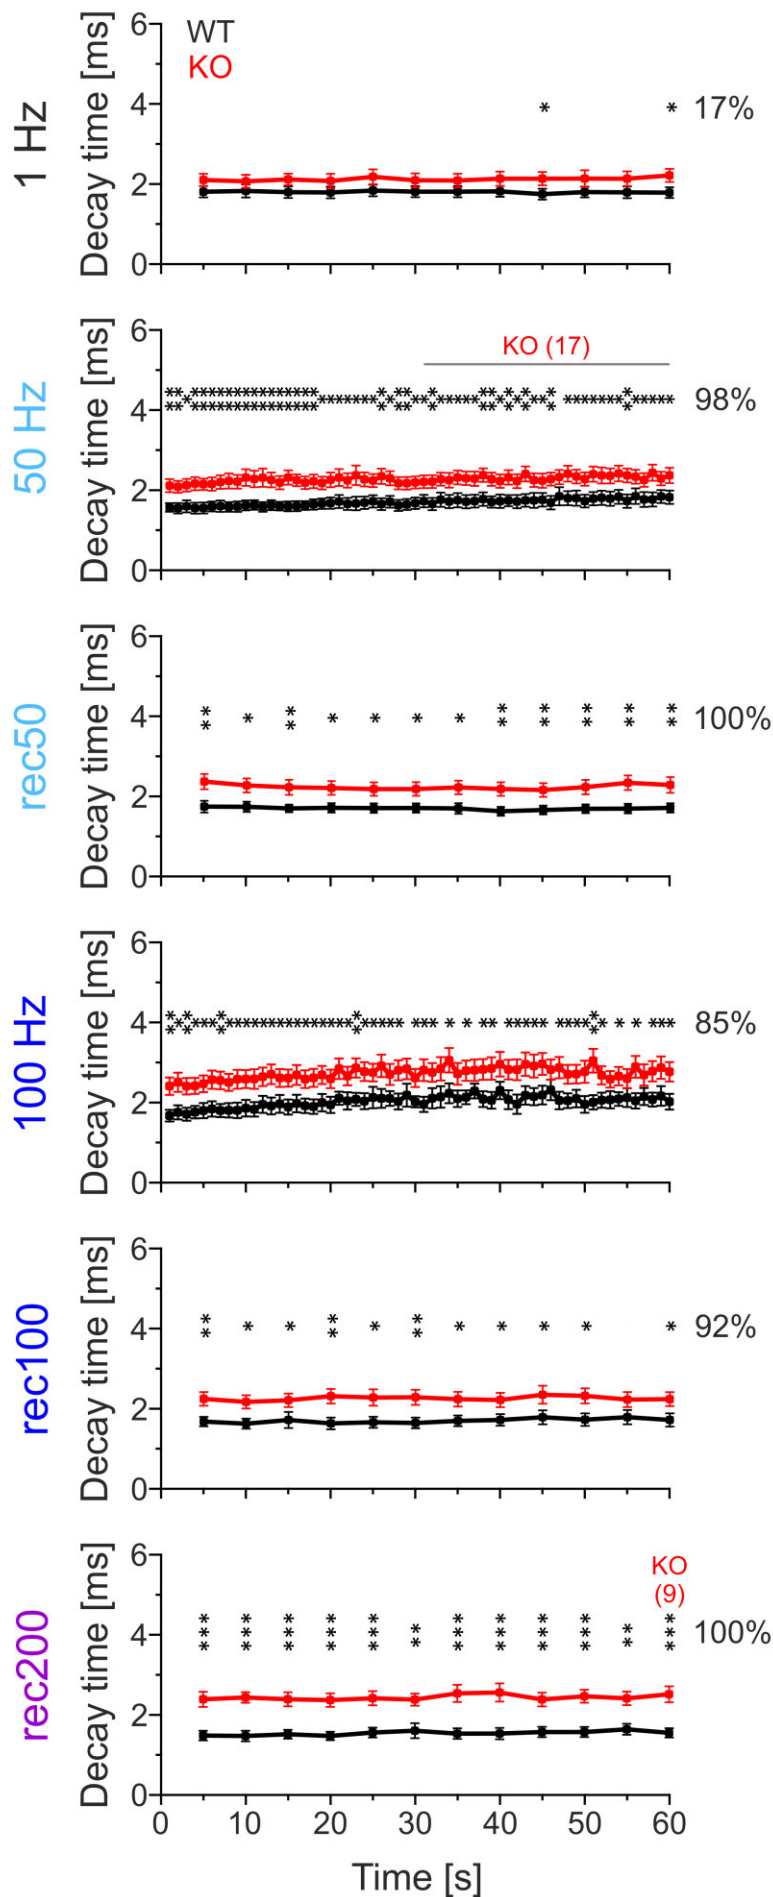 1 Hz
Decay time [ms]
6
4
2
0
WT
KO
* *
17%
50 Hz
Decay time [ms]
6
4
2
0
KO (17)
98%
rec50
Decay time [ms]
6
4
2
0
** * ** * * * * ** ** ** ** **
100%
100 Hz
Decay time [ms]
6
4
2
0
85%
rec100
Decay time [ms]
6
4
2
0
** * * ** * ** * * * * *
92%
rec200
Decay time [ms]
6
4
2
0
KO
(9)
*** *** *** *** *** ** *** *** *** *** ** ***
100%
0 10 20 30 40 50 60
Time [s]